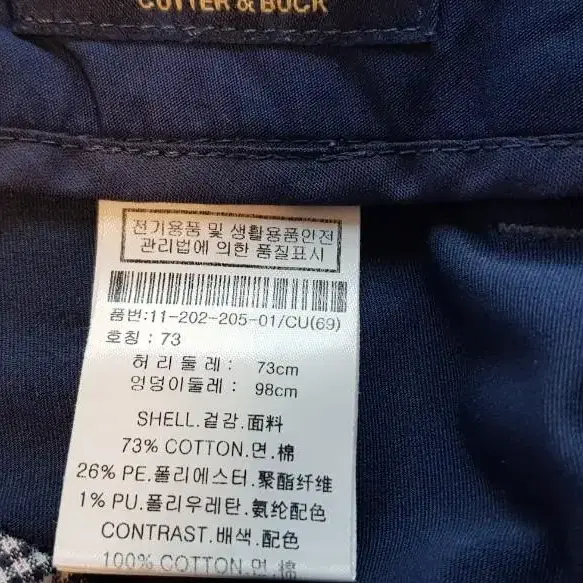 CUTTER & BUCK
전기용품 및 생활용품안전
관리법에 의한 품질표시
품번:11-202-205-01/CU(69)
호칭 : 73
허리둘레 : 73cm
엉덩이둘레 : 98cm
SHELL.겉감.面料
73% COTTON.면.棉
26% PE.폴리에스터.聚酯纤维
1% PU.폴리우레탄.氨纶配色
CONTRAST.배색.配色
100% COTTON.면.棉